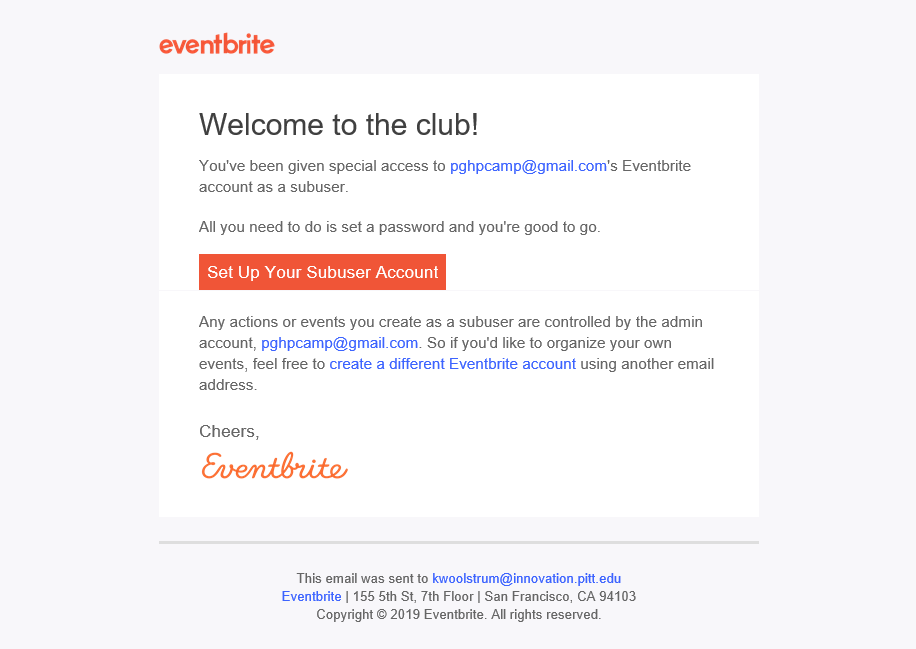 eventbrite
Welcome to the club!
You've been given special access to pghpcamp@gmail.com's Eventbrite
account as a subuser.
All you need to do is set a password and you're good to go.
Set Up Your Subuser Account
Any actions or events you create as a subuser are controlled by the admin
account, pghpcamp@gmail.com. So if you'd like to organize your own
events, feel free to create a different Eventbrite account using another email
address.
Cheers,
Eventbrite
This email was sent to kwoolstrum@innovation.pitt.edu
Eventbrite | 155 5th St, 7th Floor | San Francisco, CA 94103
Copyright © 2019 Eventbrite. All rights reserved.